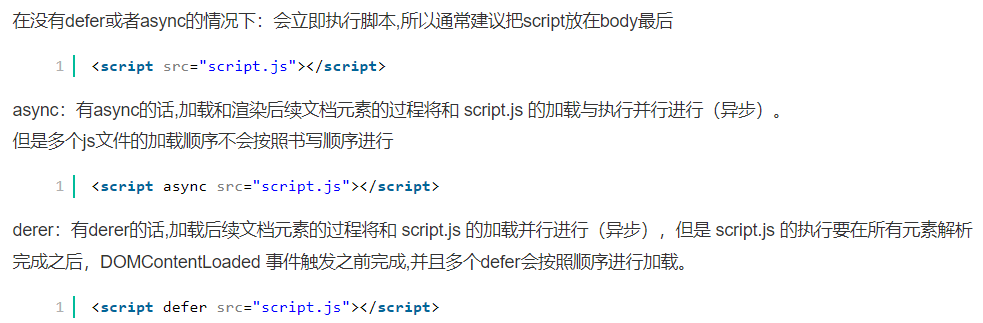 在没有defer或者async的情况下：会立即执行脚本,所以通常建议把script放在body最后
1 <script src="script.js"></script>
async：有async的话,加载和渲染后续文档元素的过程将和 script.js 的加载与执行并行进行（异步）。
但是多个js文件的加载顺序不会按照书写顺序进行
1 <script async src="script.js"></script>
derer：有derer的话,加载后续文档元素的过程将和 script.js 的加载并行进行（异步），但是 script.js 的执行要在所有元素解析
完成之后，DOMContentLoaded 事件触发之前完成,并且多个defer会按照顺序进行加载。
1 <script defer src="script.js"></script>